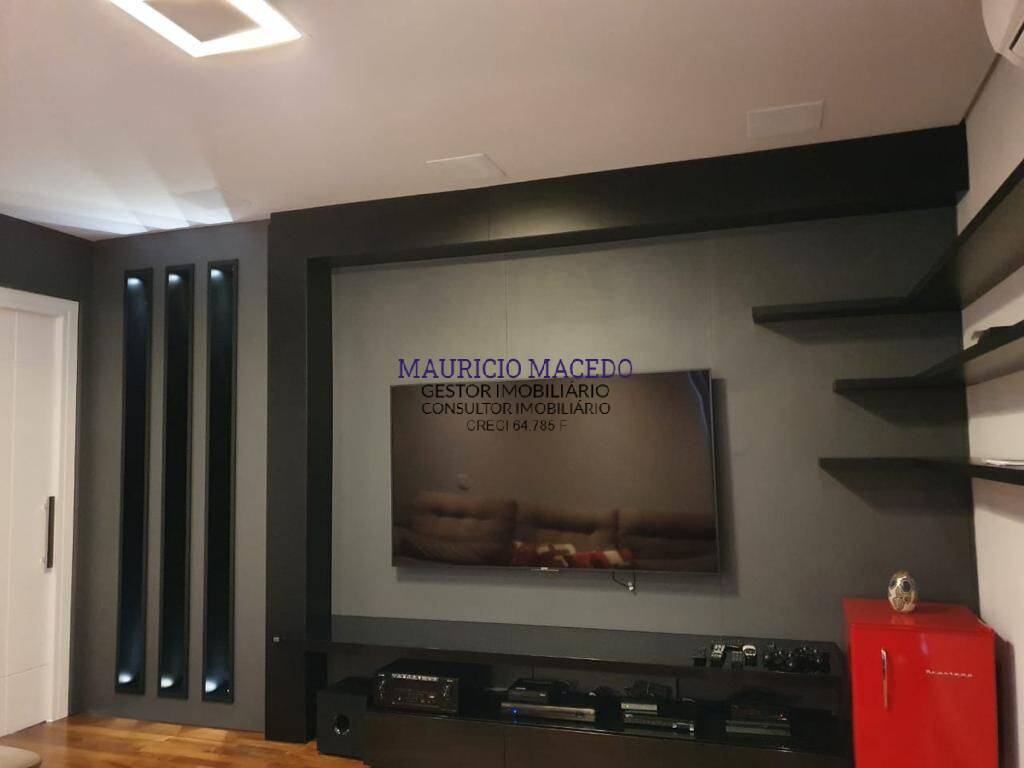 MAURICIO MACEDO
GESTOR IMOBILIÁRIO
CONSULTOR IMOBILIÁRIO
CRECI 64.785 F